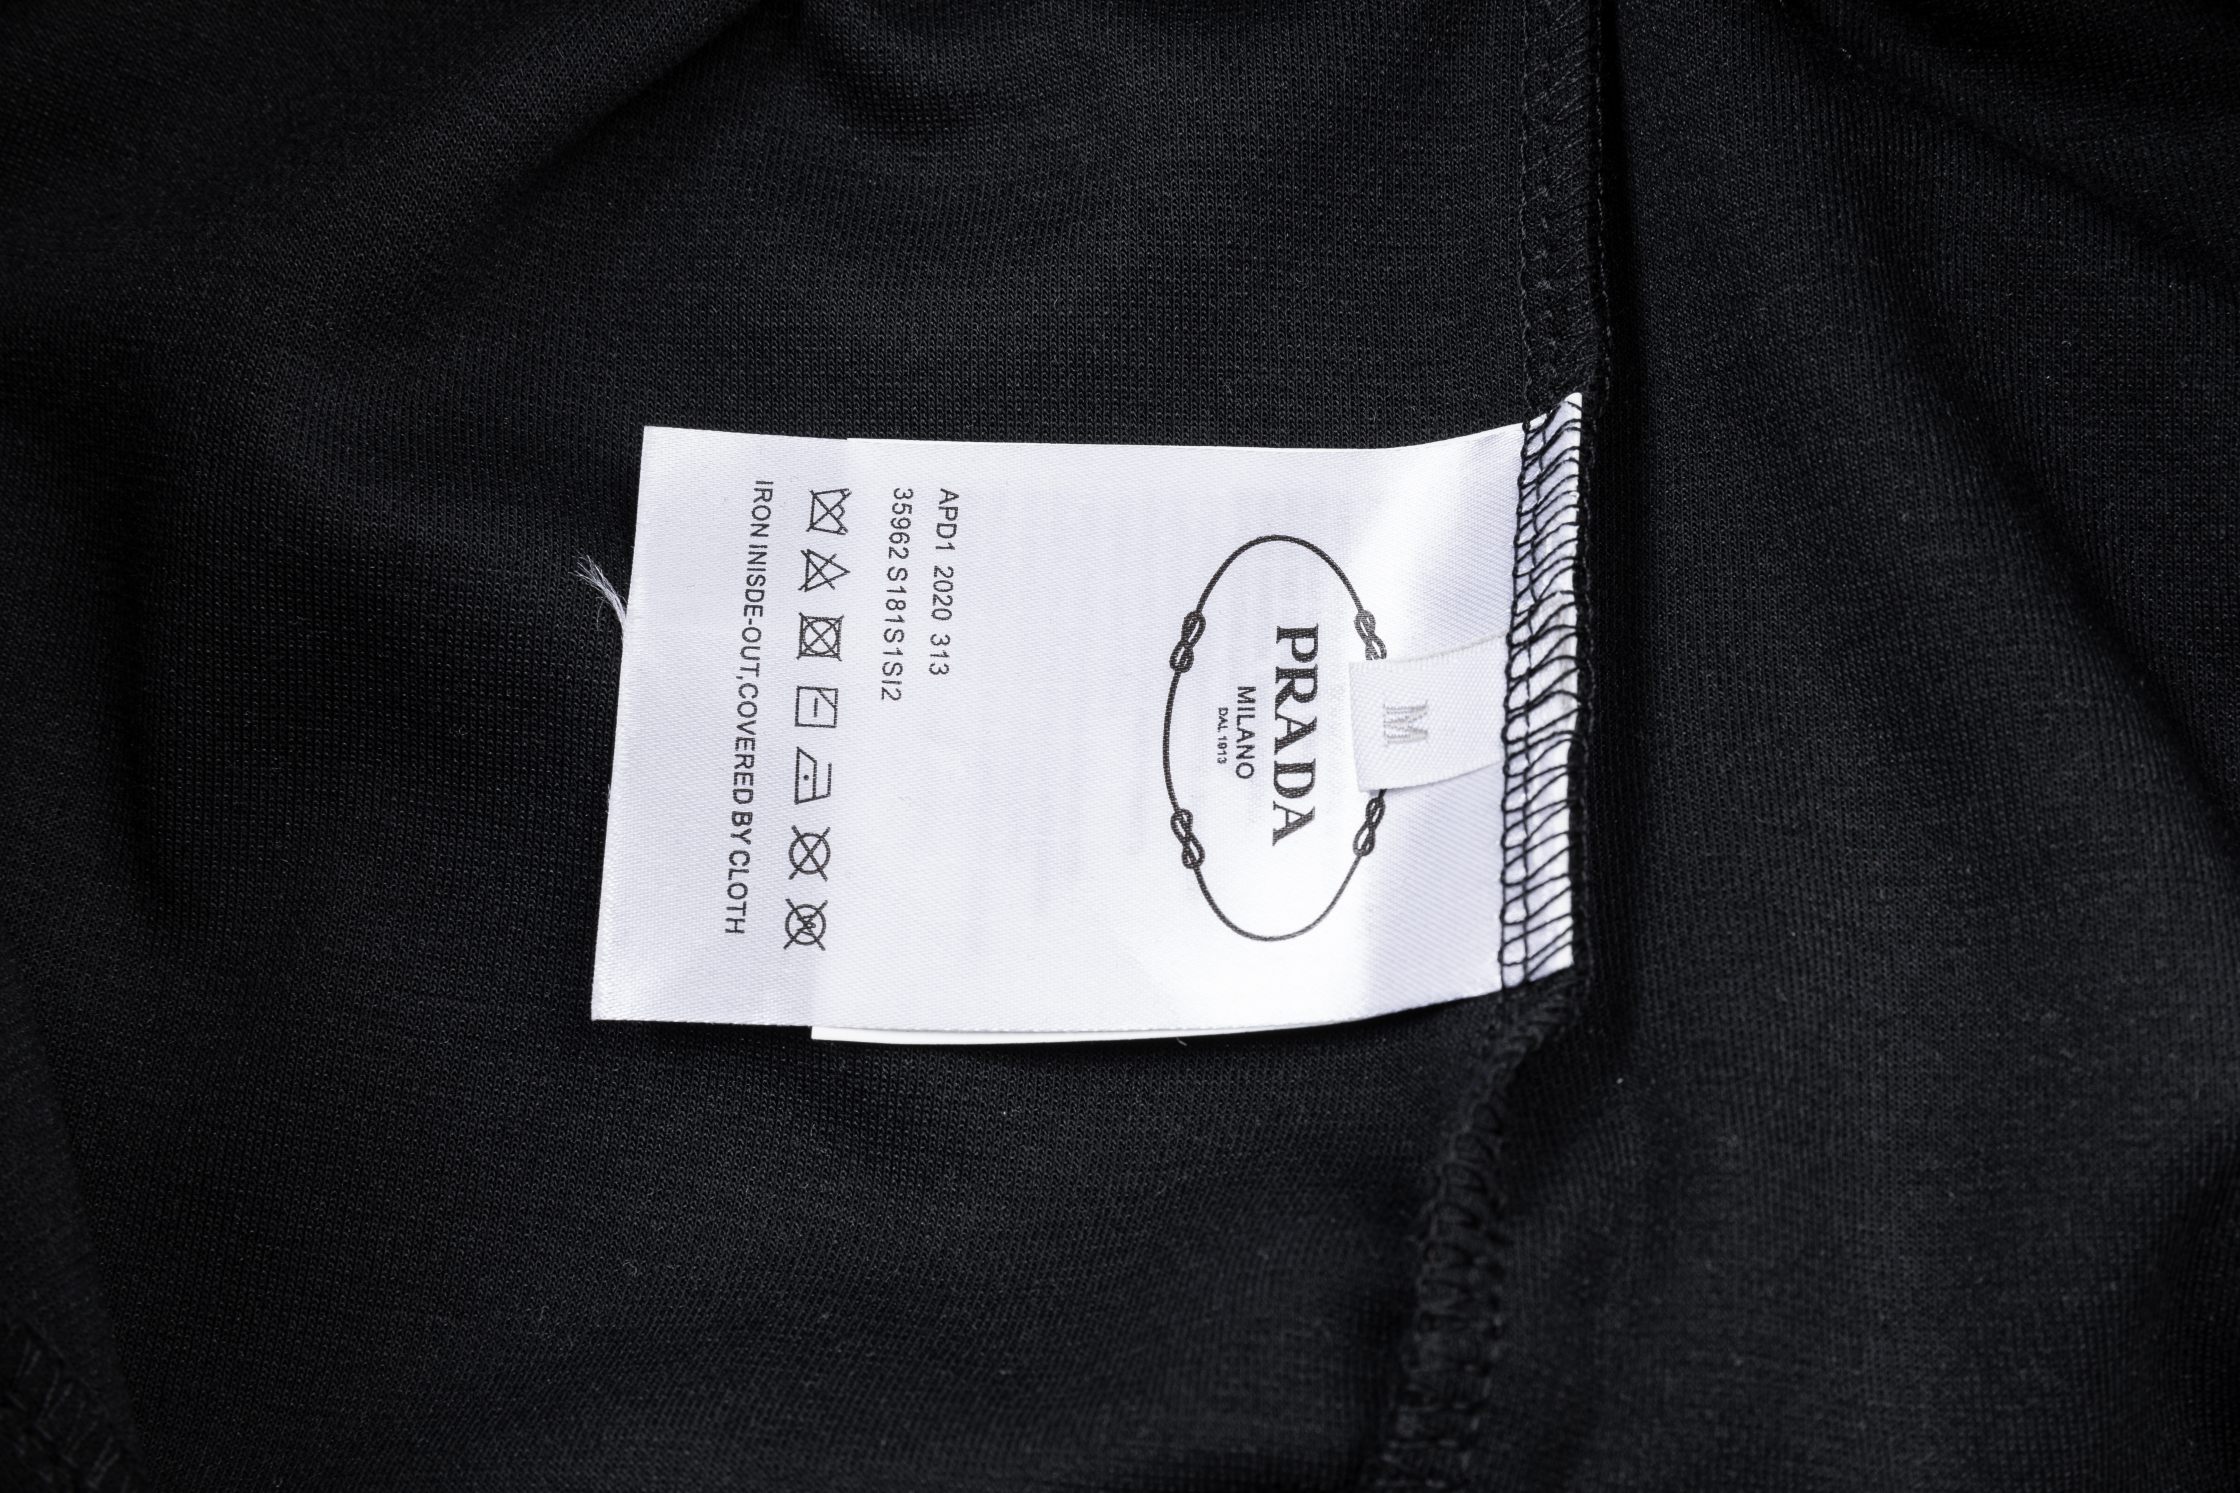 M
PRADA
MILANO
DAL 1913
APD1 2020 313
35962 S181S1SI2
IRON INISDE-OUT,COVERED BY CLOTH